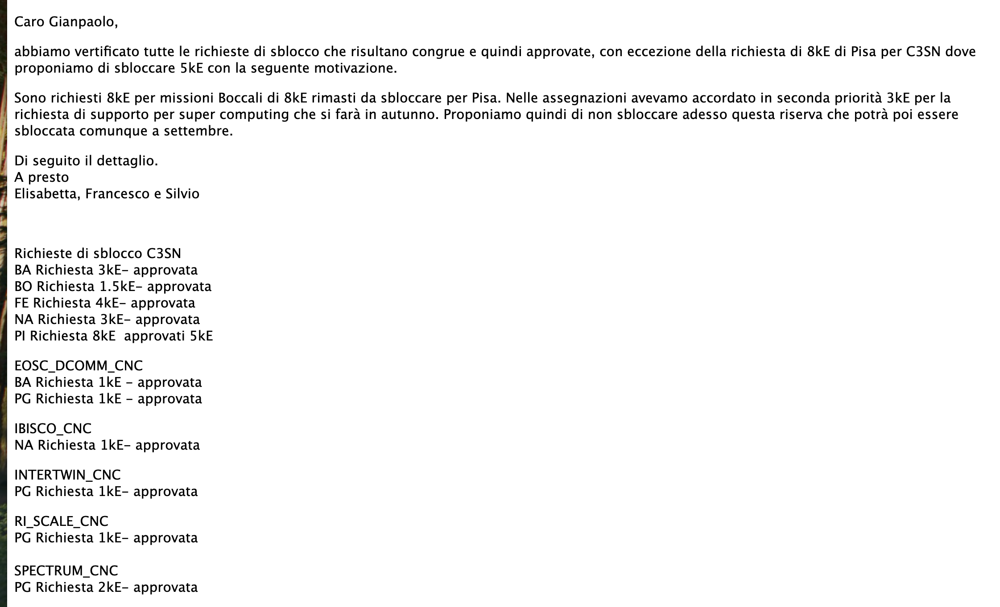 Caro Gianpaolo,
abbiamo vertificato tutte le richieste di sblocco che risultano congrue e quindi approvate, con eccezione della richiesta di 8kE di Pisa per C3SN dove
proponiamo di sbloccare 5kE con la seguente motivazione.
Sono richiesti 8kE per missioni Boccali di 8kE rimasti da sbloccare per Pisa. Nelle assegnazioni avevamo accordato in seconda priorità 3kE per la
richiesta di supporto per super computing che si farà in autunno. Proponiamo quindi di non sbloccare adesso questa riserva che potrà poi essere
sbloccata comunque a settembre.
Di seguito il dettaglio.
A presto
Elisabetta, Francesco e Silvio
Richieste di sblocco C3SN
BA Richiesta 3kE– approvata
BO Richiesta 1.5kE– approvata
FE Richiesta 4kE– approvata
NA Richiesta 3kE– approvata
PI Richiesta 8kE  approvati 5kE
EOSC_DCOMM_CNC
BA Richiesta 1kE – approvata
PG Richiesta 1kE – approvata
IBISCO_CNC
NA Richiesta 1kE– approvata
INTERTWIN_CNC
PG Richiesta 1kE– approvata
RI_SCALE_CNC
PG Richiesta 1kE– approvata
SPECTRUM_CNC
PG Richiesta 2kE– approvata